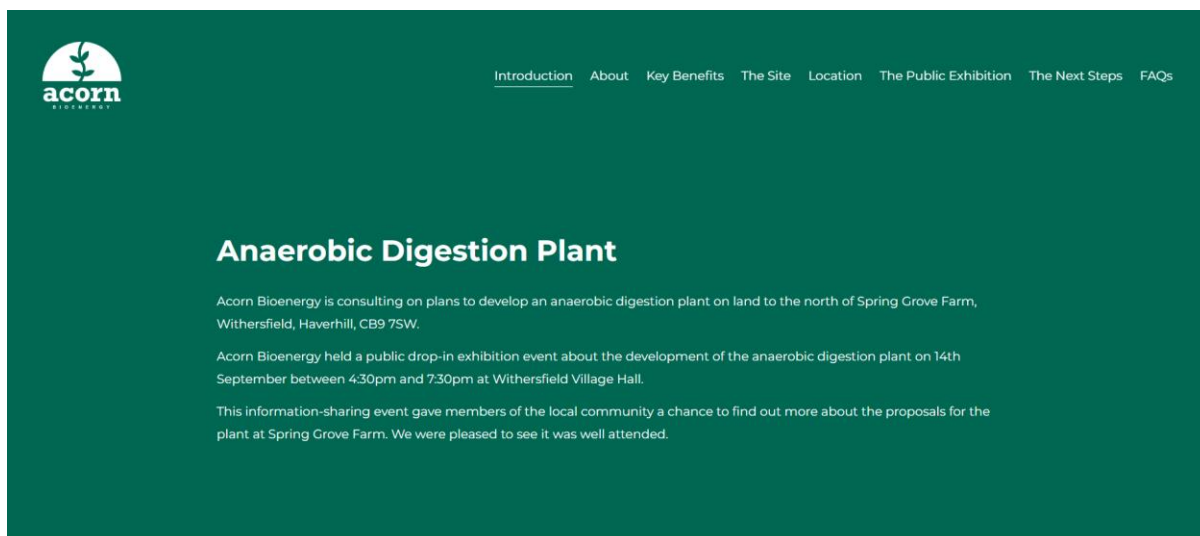 acorn
BIOENERGY
Introduction About Key Benefits The Site Location The Public Exhibition The Next Steps FAQs
Anaerobic Digestion Plant
Acorn Bioenergy is consulting on plans to develop an anaerobic digestion plant on land to the north of Spring Grove Farm,
Withersfield, Haverhill, CB9 7SW.
Acorn Bioenergy held a public drop-in exhibition event about the development of the anaerobic digestion plant on 14th
September between 4:30pm and 7:30pm at Withersfield Village Hall.
This information-sharing event gave members of the local community a chance to find out more about the proposals for the
plant at Spring Grove Farm. We were pleased to see it was well attended.